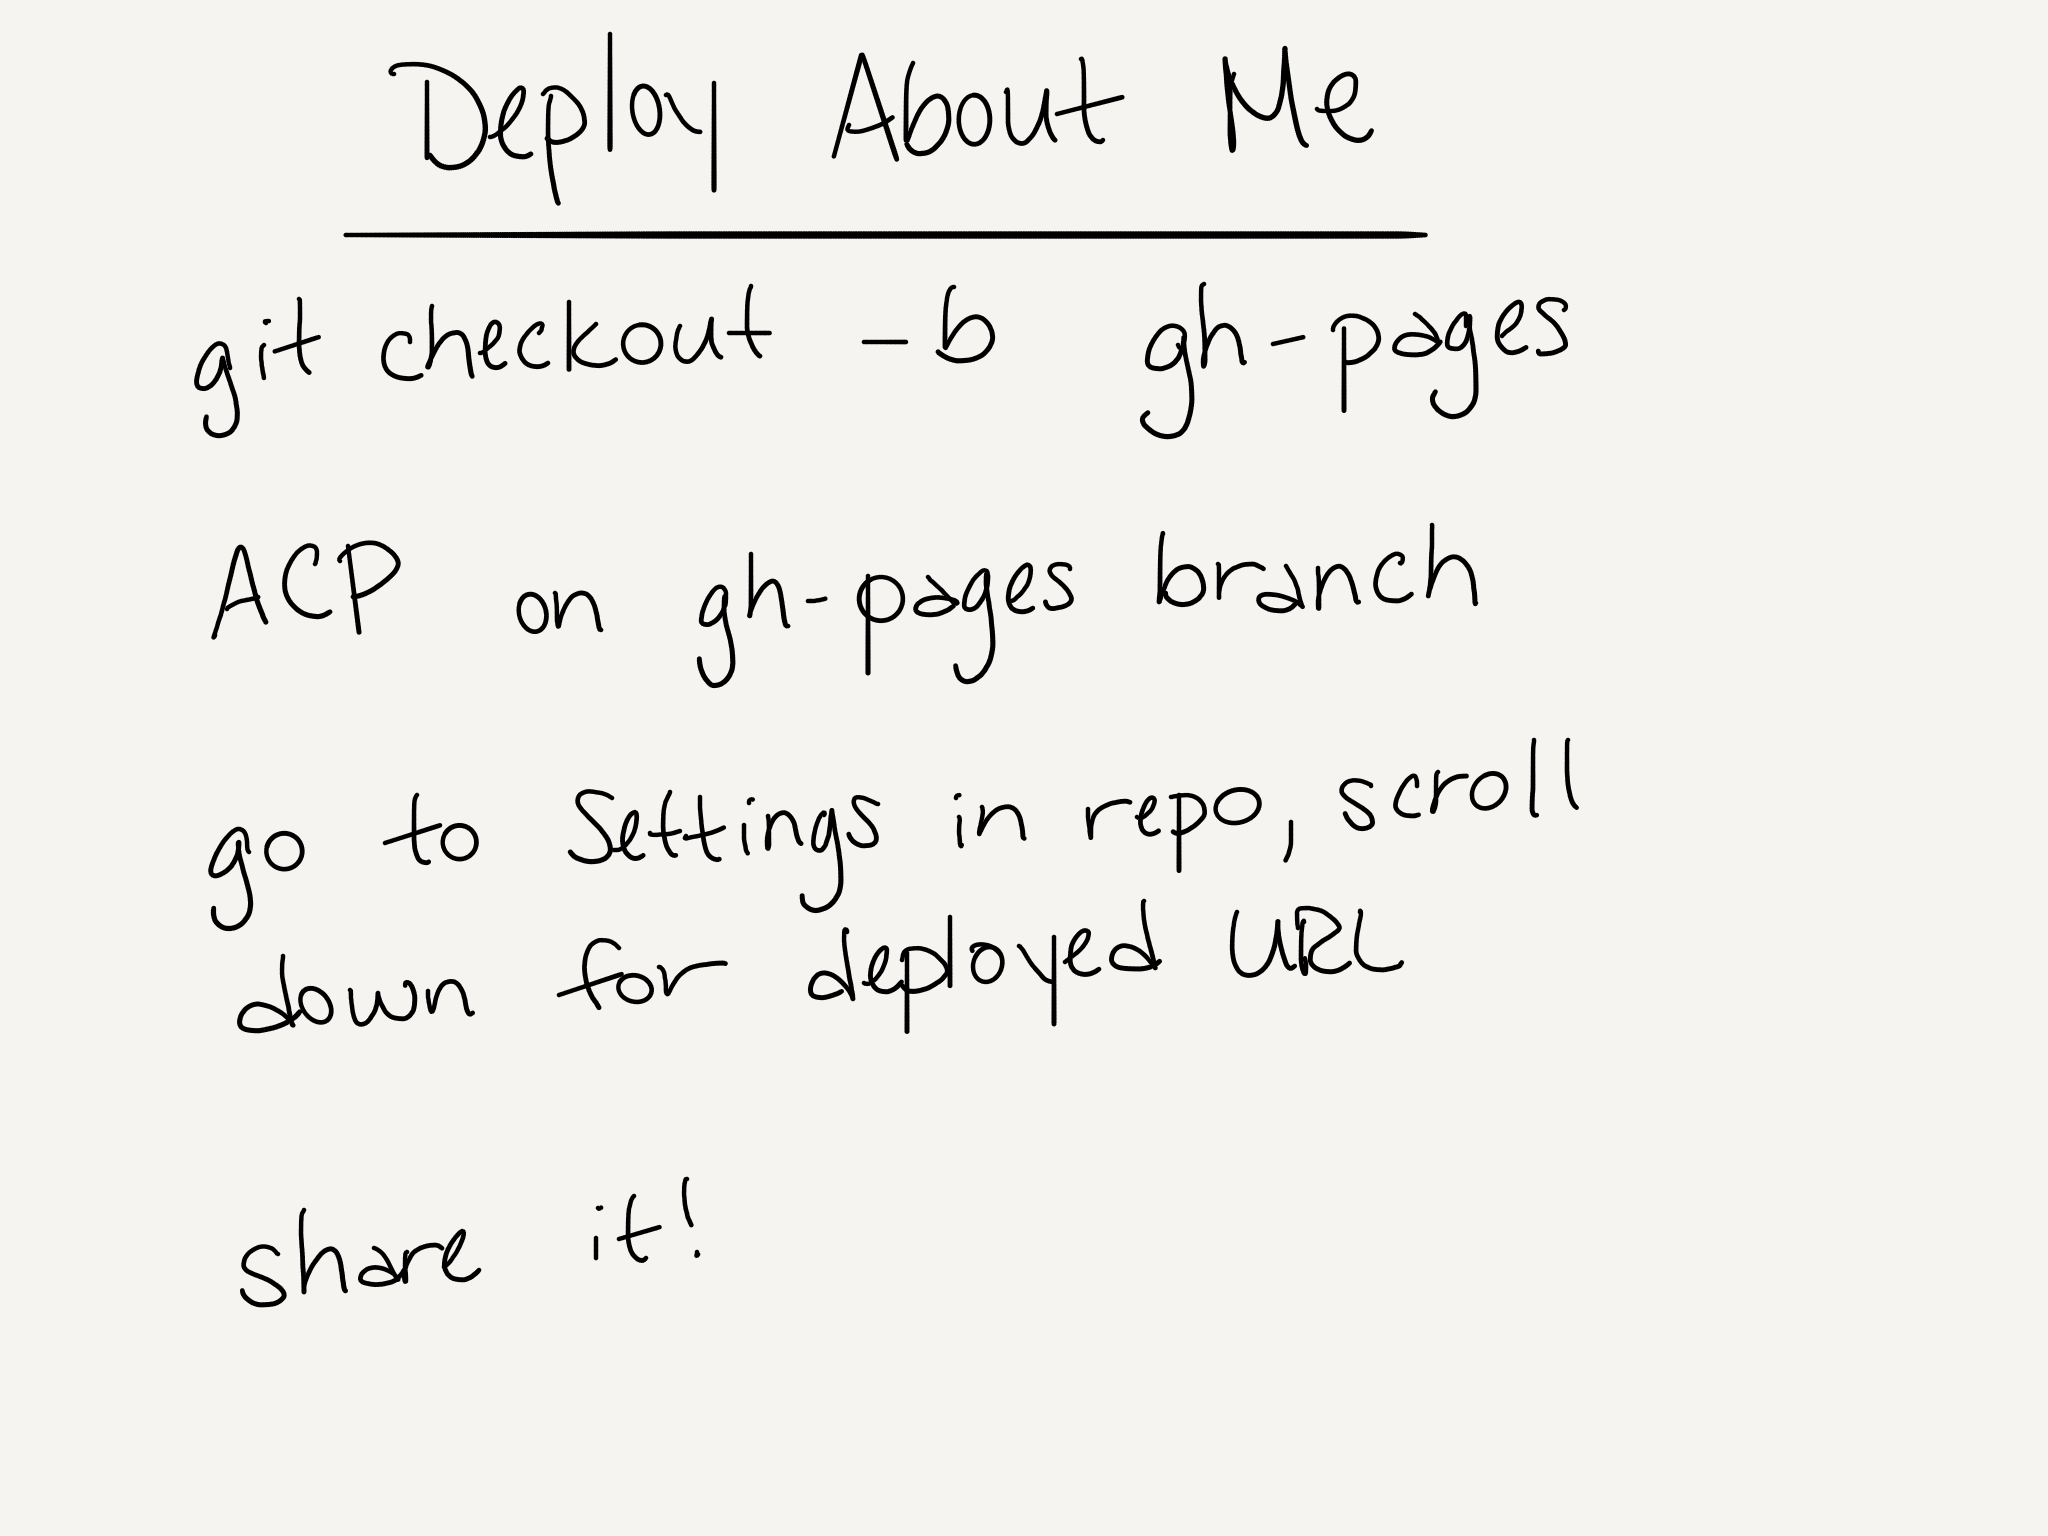 Deploy About Me
git checkout -b gh-pages
ACP on gh-pages branch
go to Settings in repo, scroll
down for deployed URL
share it!